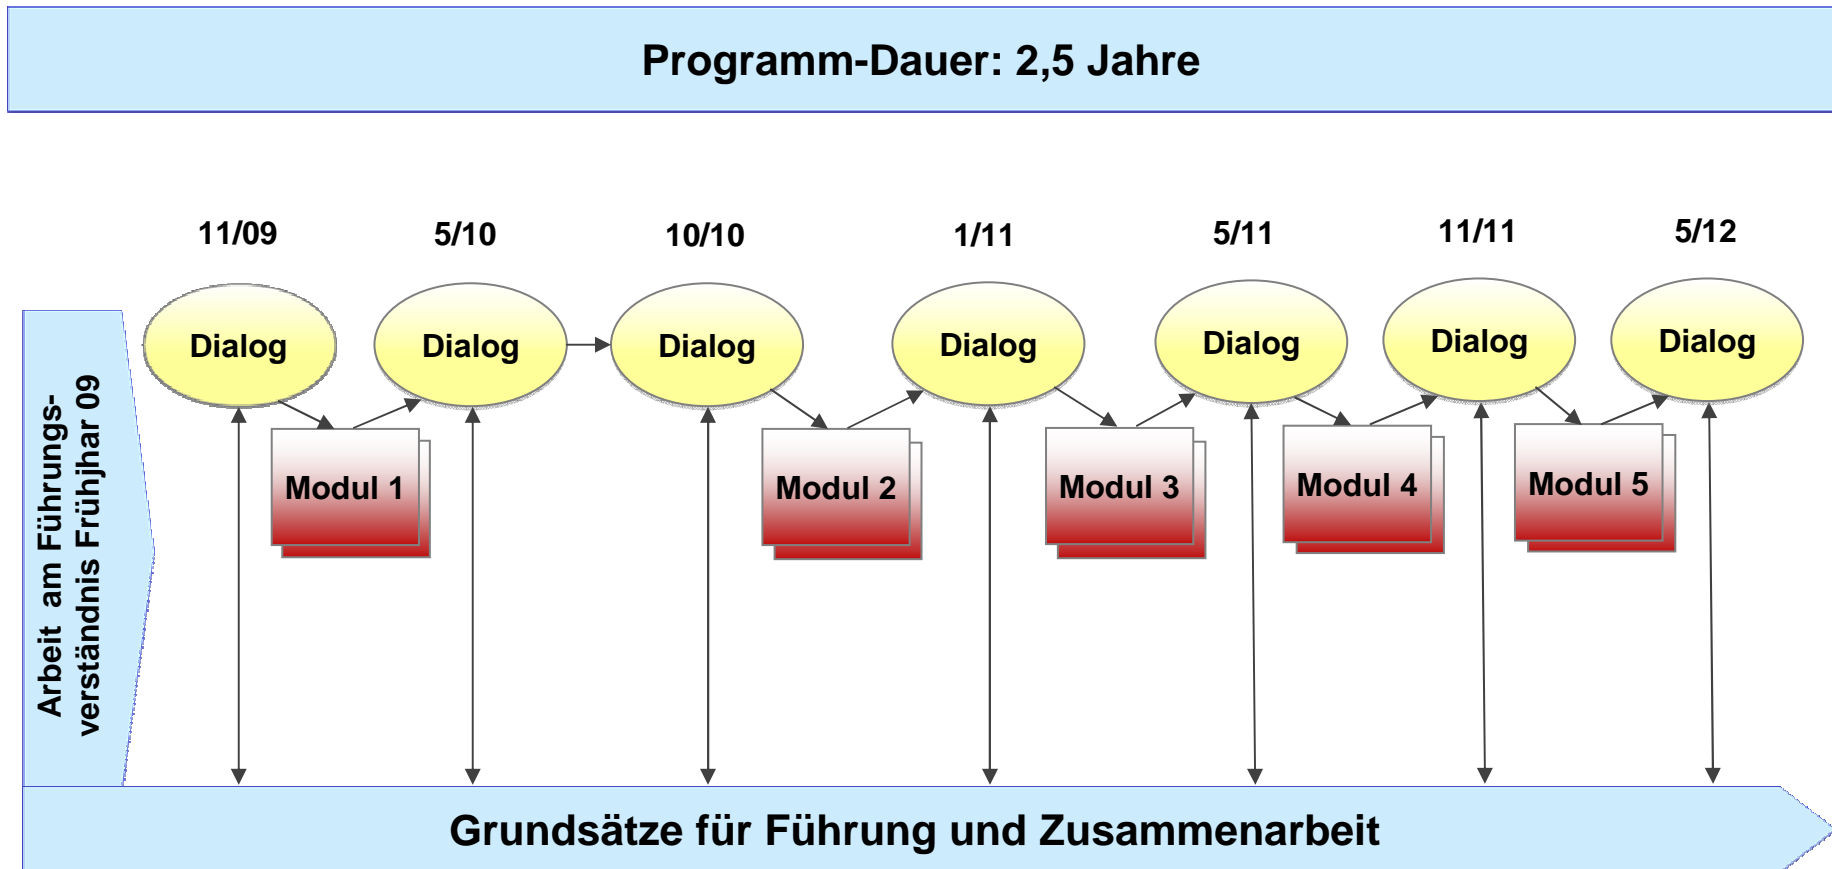 Programm-Dauer: 2,5 Jahre
11/09
5/10
10/10
1/11
5/11
11/11
5/12
Dialog
Dialog
Dialog
Dialog
Dialog
Dialog
Dialog
Arbeit am Führungs-
verständnis Frühjhar 09
Modul 1
Modul 2
Modul 3
Modul 4
Modul 5
Grundsätze für Führung und Zusammenarbeit